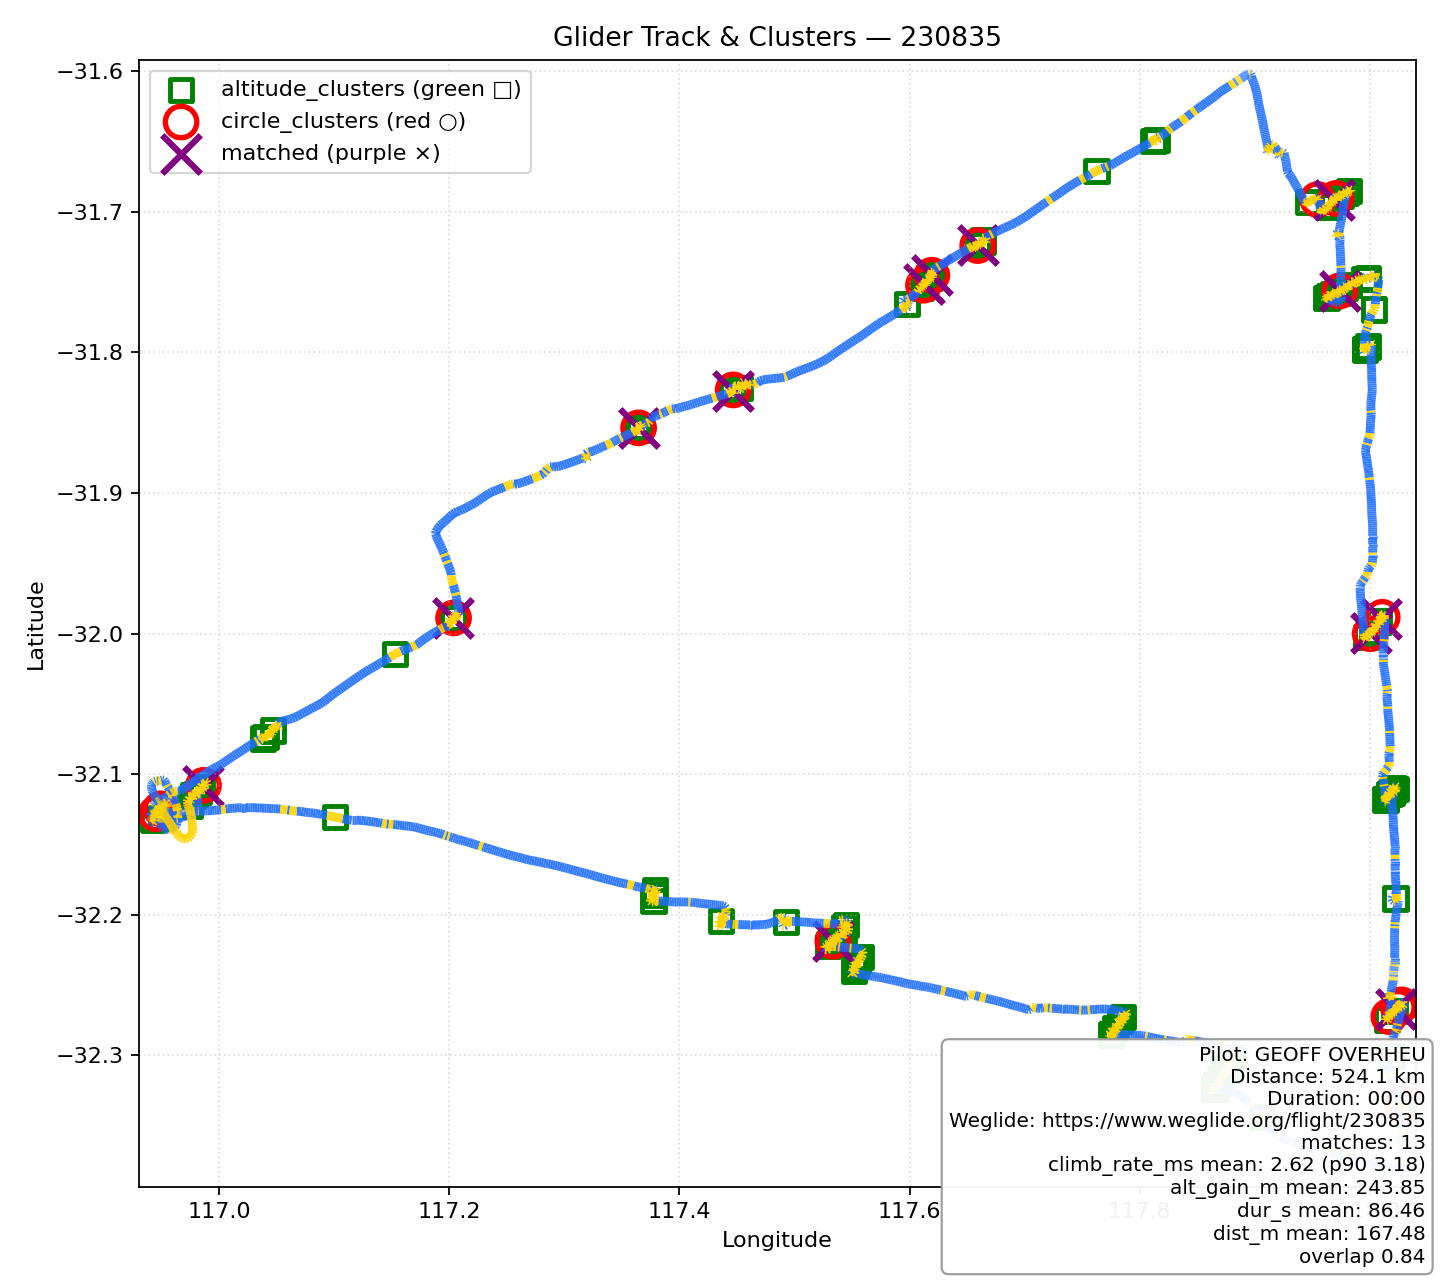 Glider Track & Clusters — 230835
altitude_clusters (green □)
circle_clusters (red ○)
matched (purple ×)
−31.6
−31.7
−31.8
−31.9
−32.0
−32.1
−32.2
−32.3
Latitude
117.0
117.2
117.4
117.6
117.8
Longitude
Pilot: GEOFF OVERHEU
Distance: 524.1 km
Duration: 00:00
Weglide: https://www.weglide.org/flight/230835
matches: 13
climb_rate_ms mean: 2.62 (p90 3.18)
alt_gain_m mean: 243.85
dur_s mean: 86.46
dist_m mean: 167.48
overlap 0.84